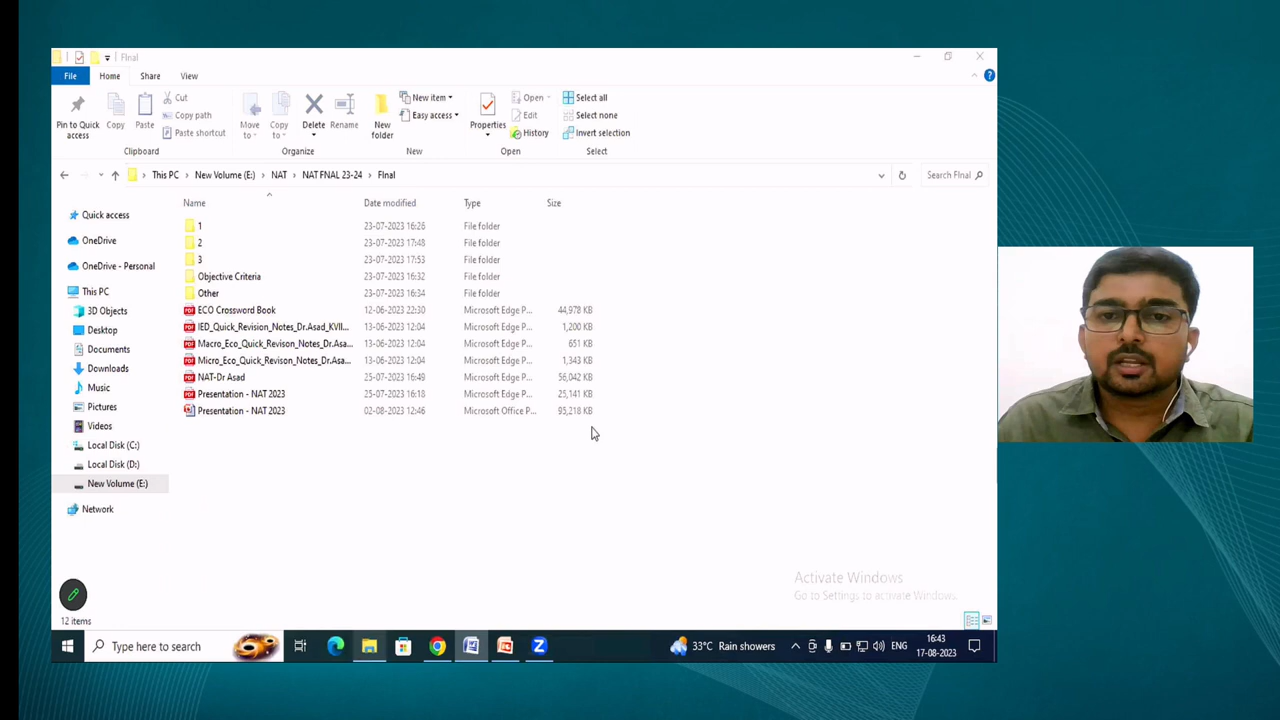 FInal
File Home Share View
Pin to Quick access
Copy
Paste
Cut
Copy path
Paste shortcut
Clipboard
Move to
Copy to
Delete
Rename
Organize
New folder
New item
Easy access
New
Properties
Open
Edit
History
Open
Select all
Select none
Invert selection
Select
This PC > New Volume (E:) > NAT > NAT FNAL 23-24 > FInal
Search FInal
Quick access
OneDrive
OneDrive - Personal
This PC
3D Objects
Desktop
Documents
Downloads
Music
Pictures
Videos
Local Disk (C:)
Local Disk (D:)
New Volume (E:)
Network
Name Date modified Type Size
1 23-07-2023 16:26 File folder
2 23-07-2023 17:48 File folder
3 23-07-2023 17:53 File folder
Objective Criteria 23-07-2023 16:32 File folder
Other 23-07-2023 16:34 File folder
ECO Crossword Book 12-06-2023 22:30 Microsoft Edge P... 44,978 KB
IED_Quick_Revision_Notes_Dr.Asad_KVII... 13-06-2023 12:04 Microsoft Edge P... 1,200 KB
Macro_Eco_Quick_Revison_Notes_Dr.Asa... 13-06-2023 12:04 Microsoft Edge P... 651 KB
Micro_Eco_Quick_Revison_Notes_Dr.Asa... 13-06-2023 12:04 Microsoft Edge P... 1,343 KB
NAT-Dr Asad 25-07-2023 16:49 Microsoft Edge P... 56,042 KB
Presentation - NAT 2023 25-07-2023 16:18 Microsoft Edge P... 25,141 KB
Presentation - NAT 2023 02-08-2023 12:46 Microsoft Office P... 95,218 KB
Activate Windows
Go to Settings to activate Windows.
12 items
Type here to search
33°C Rain showers
ENG
16:43
17-08-2023